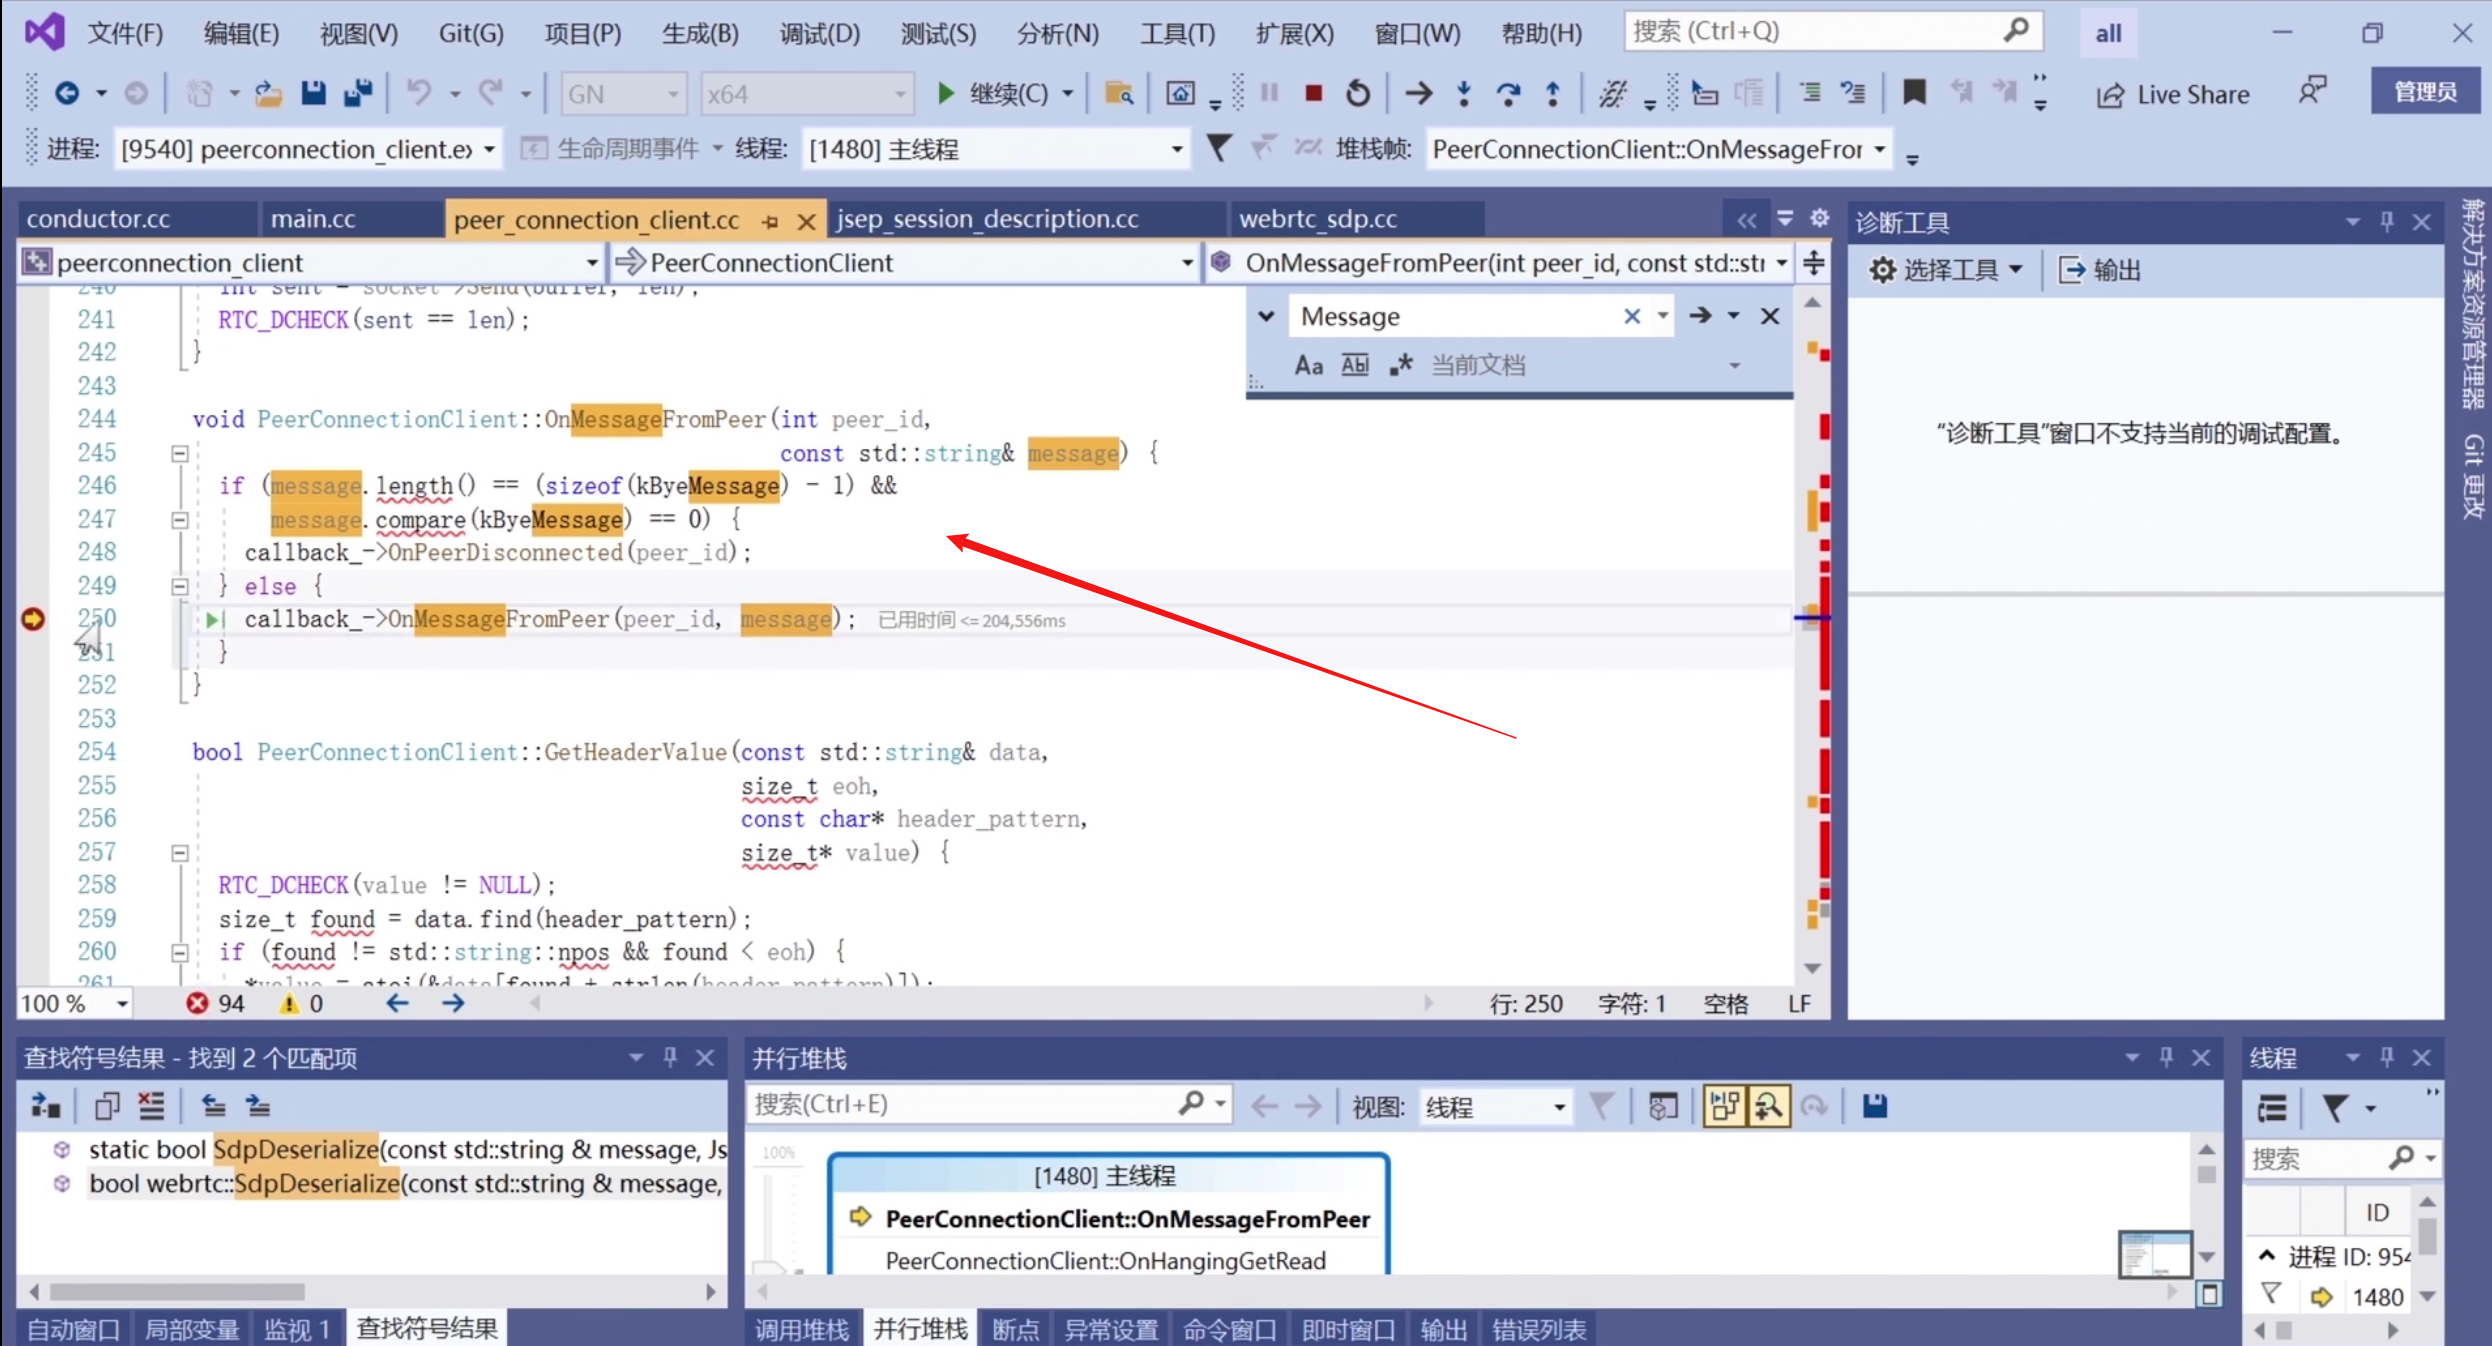 文件(F) 编辑(E) 视图(V) Git(G) 项目(P) 生成(B) 调试(D) 测试(S) 分析(N) 工具(T) 扩展(X) 窗口(W) 帮助(H) 搜索 (Ctrl+Q) all
GN x64 继续(C) Live Share 管理员
进程: [9540] peerconnection_client.ex 生命周期事件 线程: [1480] 主线程 堆栈帧: PeerConnectionClient::OnMessageFror
conductor.cc main.cc peer_connection_client.cc jsep_session_description.cc webrtc_sdp.cc
peerconnection_client PeerConnectionClient OnMessageFromPeer(int peer_id, const std::stı
Message
Aa Abl .* 当前文档
240 int sent = socket->Send(buffer, len);
241 RTC_DCHECK(sent == len);
242 }
243
244 void PeerConnectionClient::OnMessageFromPeer(int peer_id,
245 const std::string& message) {
246 if (message.length() == (sizeof(kByeMessage) - 1) &&
247 message.compare(kByeMessage) == 0) {
248 callback_->OnPeerDisconnected(peer_id);
249 } else {
250 callback_->OnMessageFromPeer(peer_id, message); 已用时间 <= 204,556ms
251 }
252 }
253
254 bool PeerConnectionClient::GetHeaderValue(const std::string& data,
255 size_t eoh,
256 const char* header_pattern,
257 size_t* value) {
258 RTC_DCHECK(value != NULL);
259 size_t found = data.find(header_pattern);
260 if (found != std::string::npos && found < eoh) {
261 *value = atoi(&data[found + strlen(header_pattern)]);
100 % 94 0 行: 250 字符: 1 空格 LF
诊断工具
选择工具 输出
“诊断工具”窗口不支持当前的调试配置。
解决方案资源管理器
Git 更改
查找符号结果 - 找到 2 个匹配项
static bool SdpDeserialize(const std::string & message, Js
bool webrtc::SdpDeserialize(const std::string & message,
自动窗口 局部变量 监视 1 查找符号结果
并行堆栈
搜索(Ctrl+E) 视图: 线程
100%
[1480] 主线程
PeerConnectionClient::OnMessageFromPeer
PeerConnectionClient::OnHangingGetRead
调用堆栈 并行堆栈 断点 异常设置 命令窗口 即时窗口 输出 错误列表
线程
搜索
ID
进程 ID: 954
1480